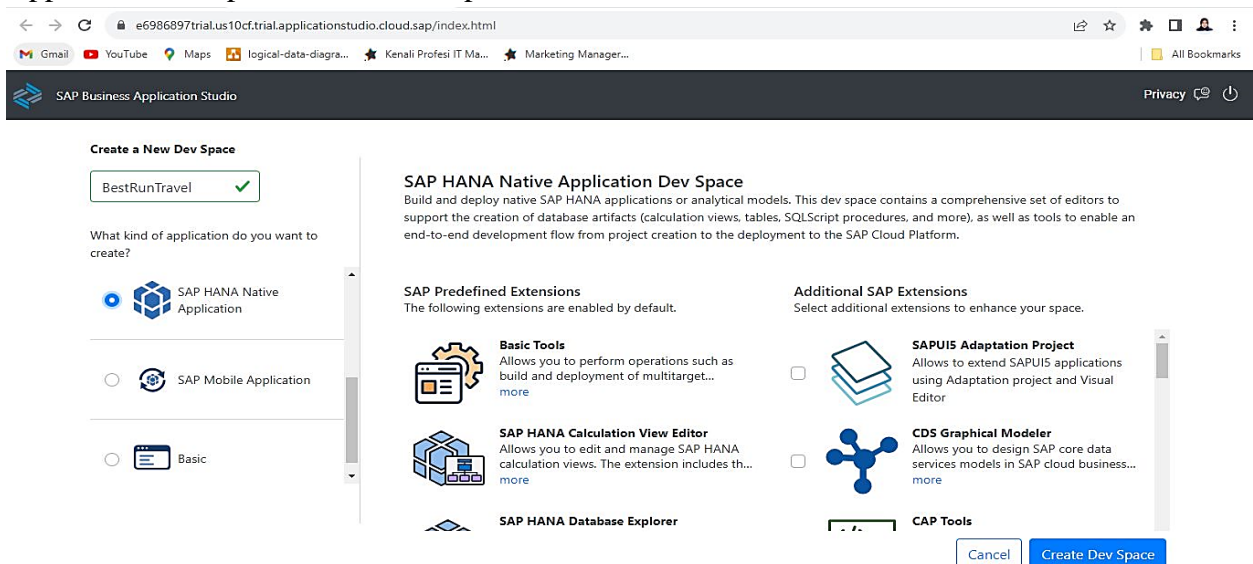 e6986897trial.us10cf.trial.applicationstudio.cloud.sap/index.html
Gmail YouTube Maps logical-data-diagra... Kenali Profesi IT Ma... Marketing Manager... All Bookmarks
SAP Business Application Studio Privacy
Create a New Dev Space
BestRunTravel
What kind of application do you want to
create?
SAP HANA Native
Application
SAP Mobile Application
Basic
SAP HANA Native Application Dev Space
Build and deploy native SAP HANA applications or analytical models. This dev space contains a comprehensive set of editors to
support the creation of database artifacts (calculation views, tables, SQLScript procedures, and more), as well as tools to enable an
end-to-end development flow from project creation to the deployment to the SAP Cloud Platform.
SAP Predefined Extensions
The following extensions are enabled by default.
Basic Tools
Allows you to perform operations such as
build and deployment of multitarget...
more
SAP HANA Calculation View Editor
Allows you to edit and manage SAP HANA
calculation views. The extension includes th...
more
SAP HANA Database Explorer
Additional SAP Extensions
Select additional extensions to enhance your space.
SAPUI5 Adaptation Project
Allows to extend SAPUI5 applications
using Adaptation project and Visual
Editor
CDS Graphical Modeler
Allows you to design SAP core data
services models in SAP cloud business...
more
CAP Tools
Cancel Create Dev Space